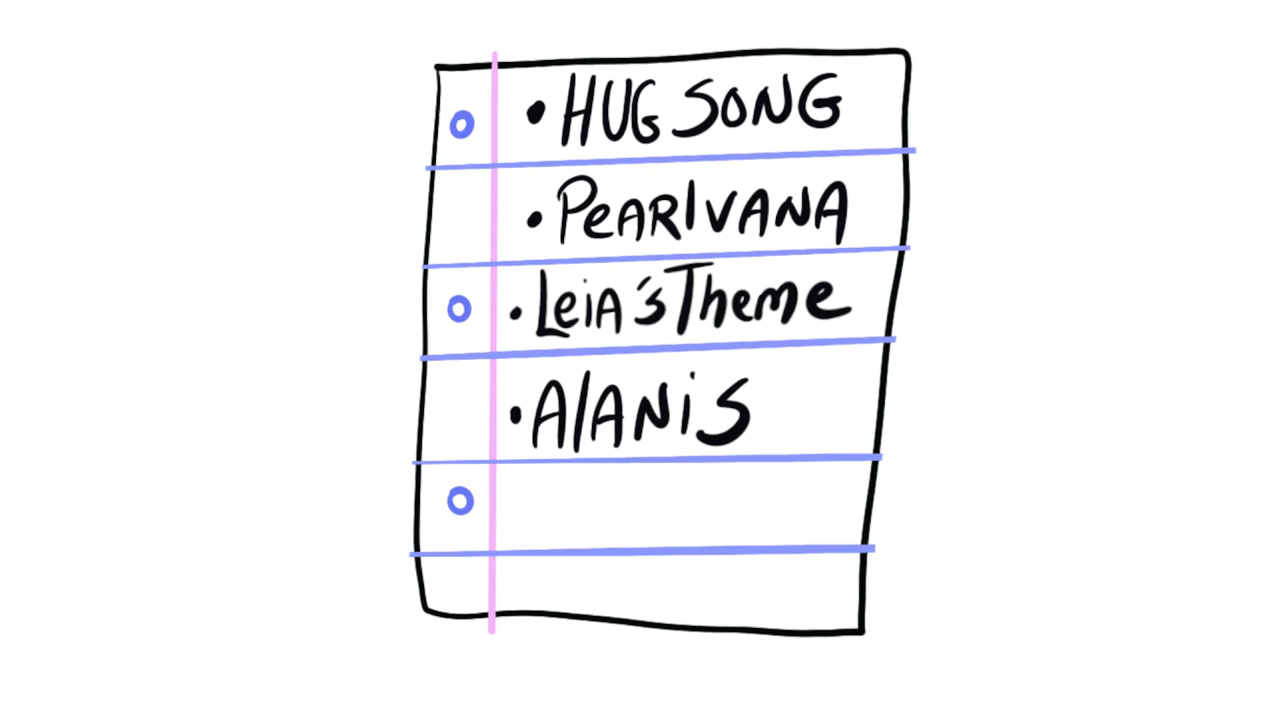 • HUG SONG
• PeARlVANA
• LeiA's Theme
• AlANiS